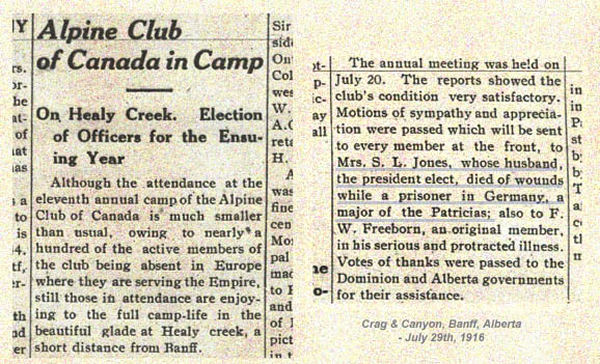 Alpine Club
of Canada in Camp
On Healy Creek. Election
of Officers for the Ensu-
ing Year
Although the attendance at the
eleventh annual camp of the Alpine
Club of Canada is much smaller
than usual, owing to nearly a
hundred of the active members of
the club being absent in Europe
where they are serving the Empire,
still those in attendance are enjoy-
ing to the full camp-life in the
beautiful glade at Healy creek, a
short distance from Banff.
The annual meeting was held on
July 20. The reports showed the
club's condition very satisfactory.
Motions of sympathy and apprecia-
tion were passed which will be sent
to every member at the front, to
Mrs. S. L. Jones, whose husband,
the president elect, died of wounds
while a prisoner in Germany, a
major of the Patricias; also to F.
W. Freeborn, an original member,
in his serious and protracted illness.
Votes of thanks were passed to the
Dominion and Alberta governments
for their assistance.
Crag & Canyon, Banff, Alberta
- July 29th, 1916